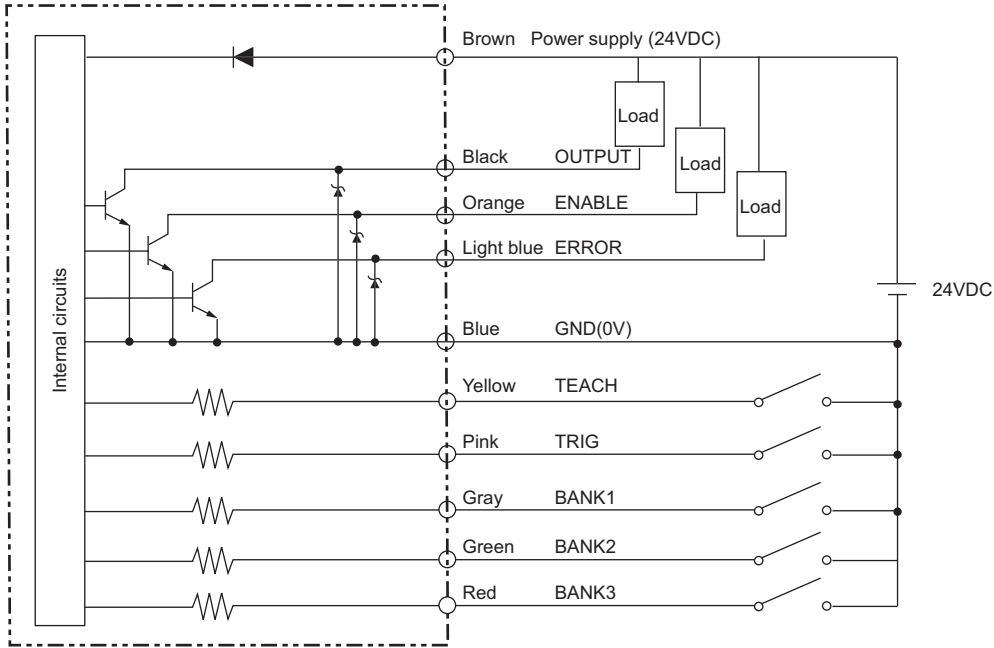 Brown Power supply (24VDC)
Load
Black OUTPUT
Load
Orange ENABLE
Load
Light blue ERROR
24VDC
Internal circuits
Blue GND(0V)
Yellow TEACH
Pink TRIG
Gray BANK1
Green BANK2
Red BANK3